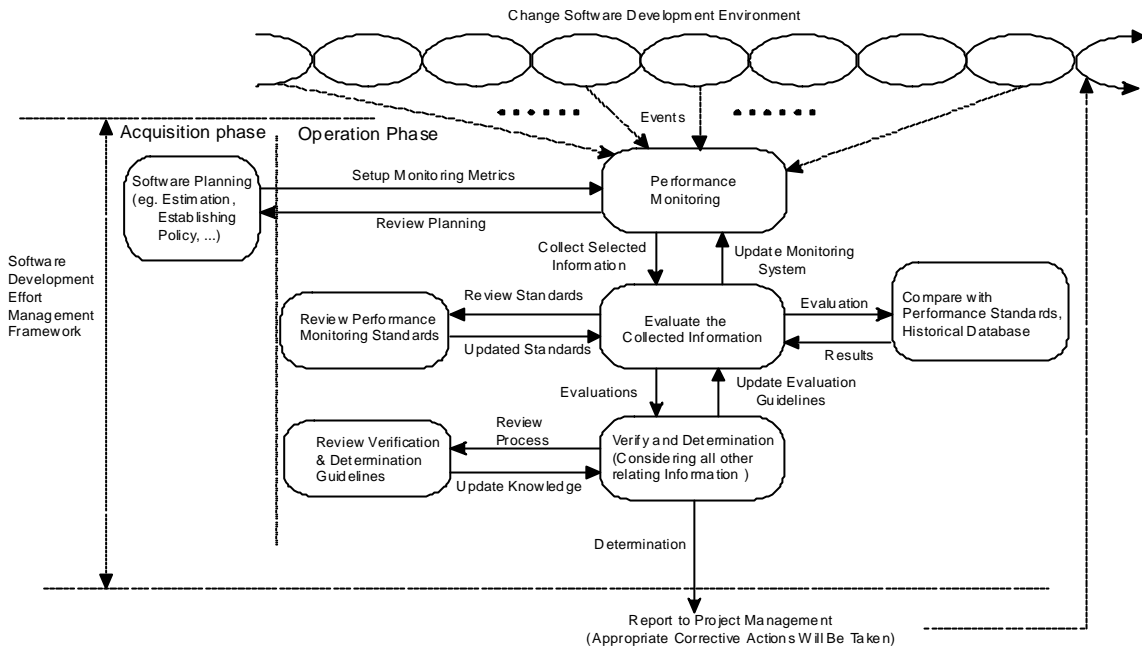 Change Software Development Environment
Events
Acquisition phase
Operation Phase
Software Planning
(eg. Estimation,
Establishing
Policy, ...)
Setup Monitoring Metrics
Review Planning
Performance
Monitoring
Collect Selected
Information
Update Monitoring
System
Software
Development
Effort
Management
Framework
Review Performance
Monitoring Standards
Review Standards
Updated Standards
Evaluate the
Collected Information
Evaluation
Results
Compare with
Performance Standards,
Historical Database
Evaluations
Update Evaluation
Guidelines
Review Verification
& Determination
Guidelines
Review
Process
Update Knowledge
Verify and Determination
(Considering all other
relating Information )
Determination
Report to Project Management
(Appropriate Corrective Actions Will Be Taken)